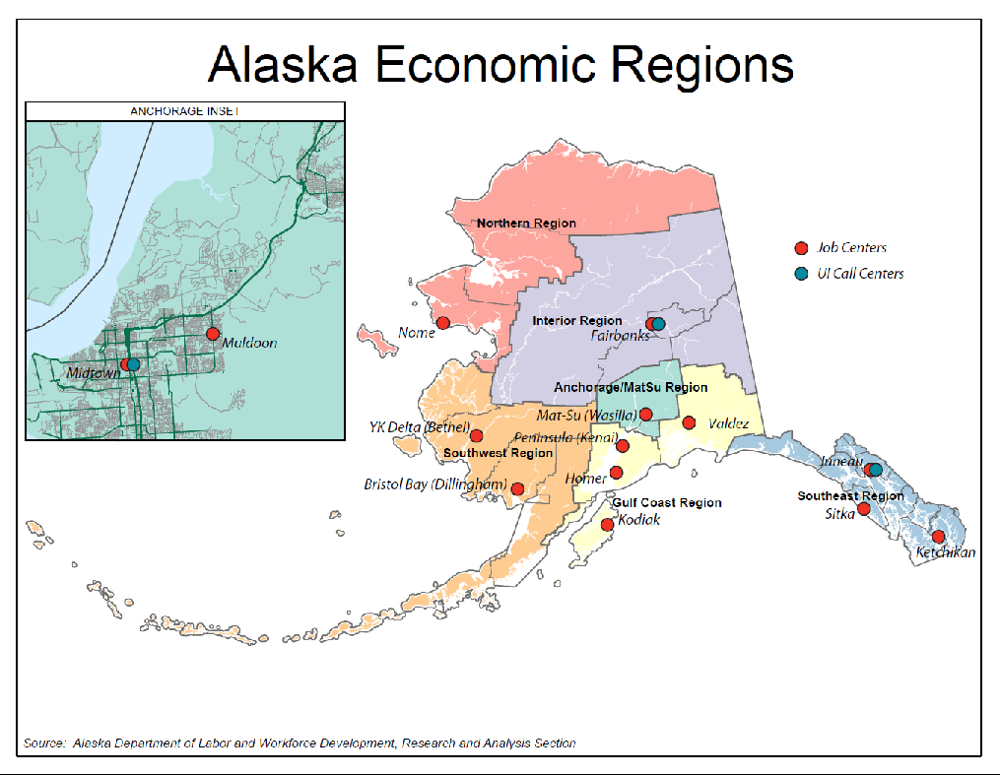 Alaska Economic Regions
ANCHORAGE INSET
Muldoon
Midtown
Northern Region
Job Centers
UI Call Centers
Nome
Interior Region
Fairbanks
Anchorage/MatSu Region
Mat-Su (Wasilla)
Valdez
YK Delta (Bethel)
Peninsula (Kenai)
Southwest Region
Bristol Bay (Dillingham)
Homer
Gulf Coast Region
Kodiak
Juneau
Southeast Region
Sitka
Ketchikan
Source: Alaska Department of Labor and Workforce Development, Research and Analysis Section